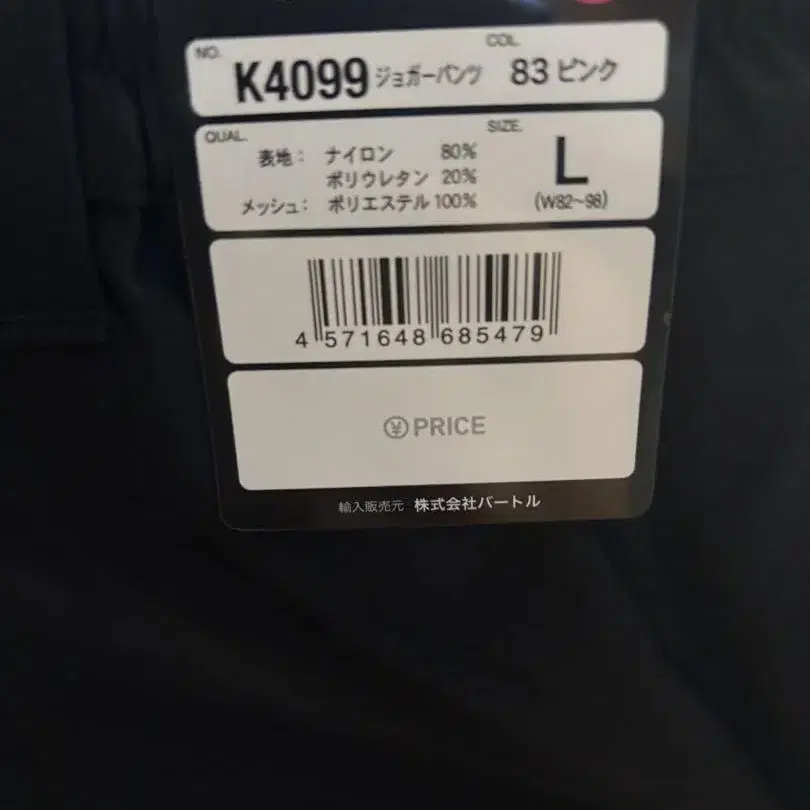 NO.
K4099 ジョガーパンツ
COL.
83 ピンク
QUAL.
表地： ナイロン 80%
ポリウレタン 20%
メッシュ： ポリエステル 100%
SIZE.
L
(W82~98)
4 571648 685479
¥ PRICE
輸入販売元 株式会社バートル